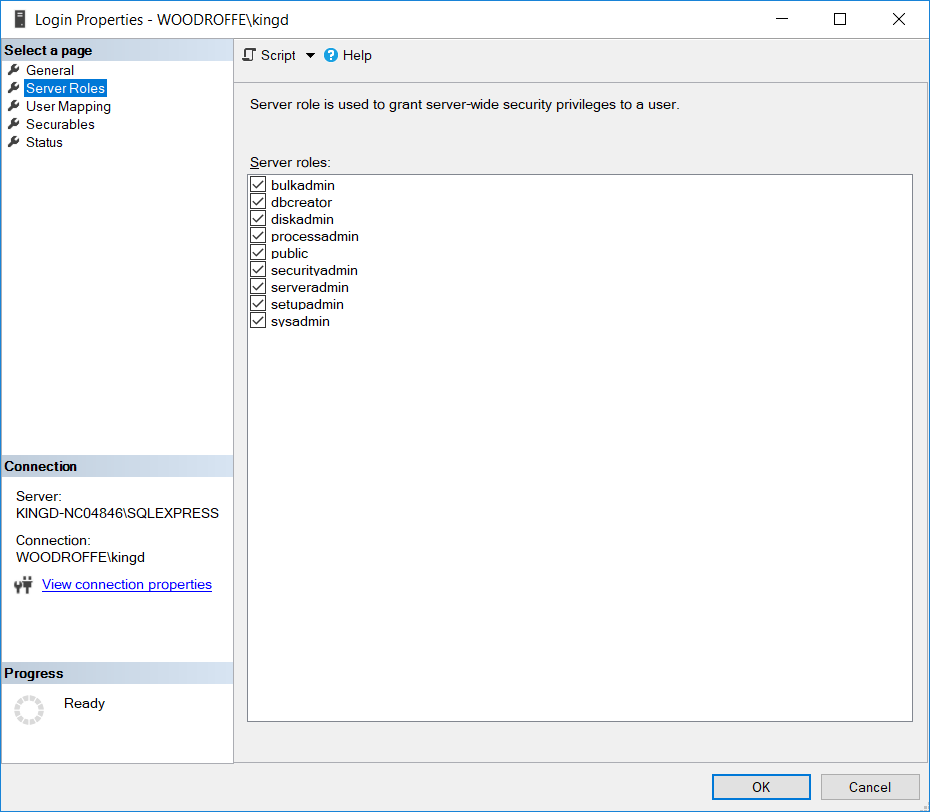 Login Properties - WOODROFFE\kingd
Select a page
General
Server Roles
User Mapping
Securables
Status
Script
Help
Server role is used to grant server-wide security privileges to a user.
Server roles:
bulkadmin
dbcreator
diskadmin
processadmin
public
securityadmin
serveradmin
setupadmin
sysadmin
Connection
Server:
KINGD-NC04846\SQLEXPRESS
Connection:
WOODROFFE\kingd
View connection properties
Progress
Ready
OK
Cancel